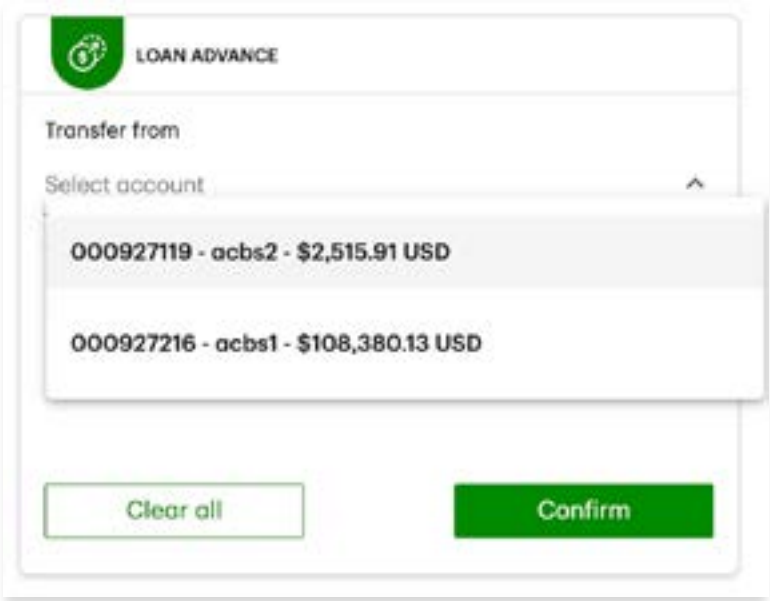 LOAN ADVANCE
Transfer from
Select account
000927119 - acbs2 - $2,515.91 USD
000927216 - acbs1 - $108,380.13 USD
Clear all
Confirm